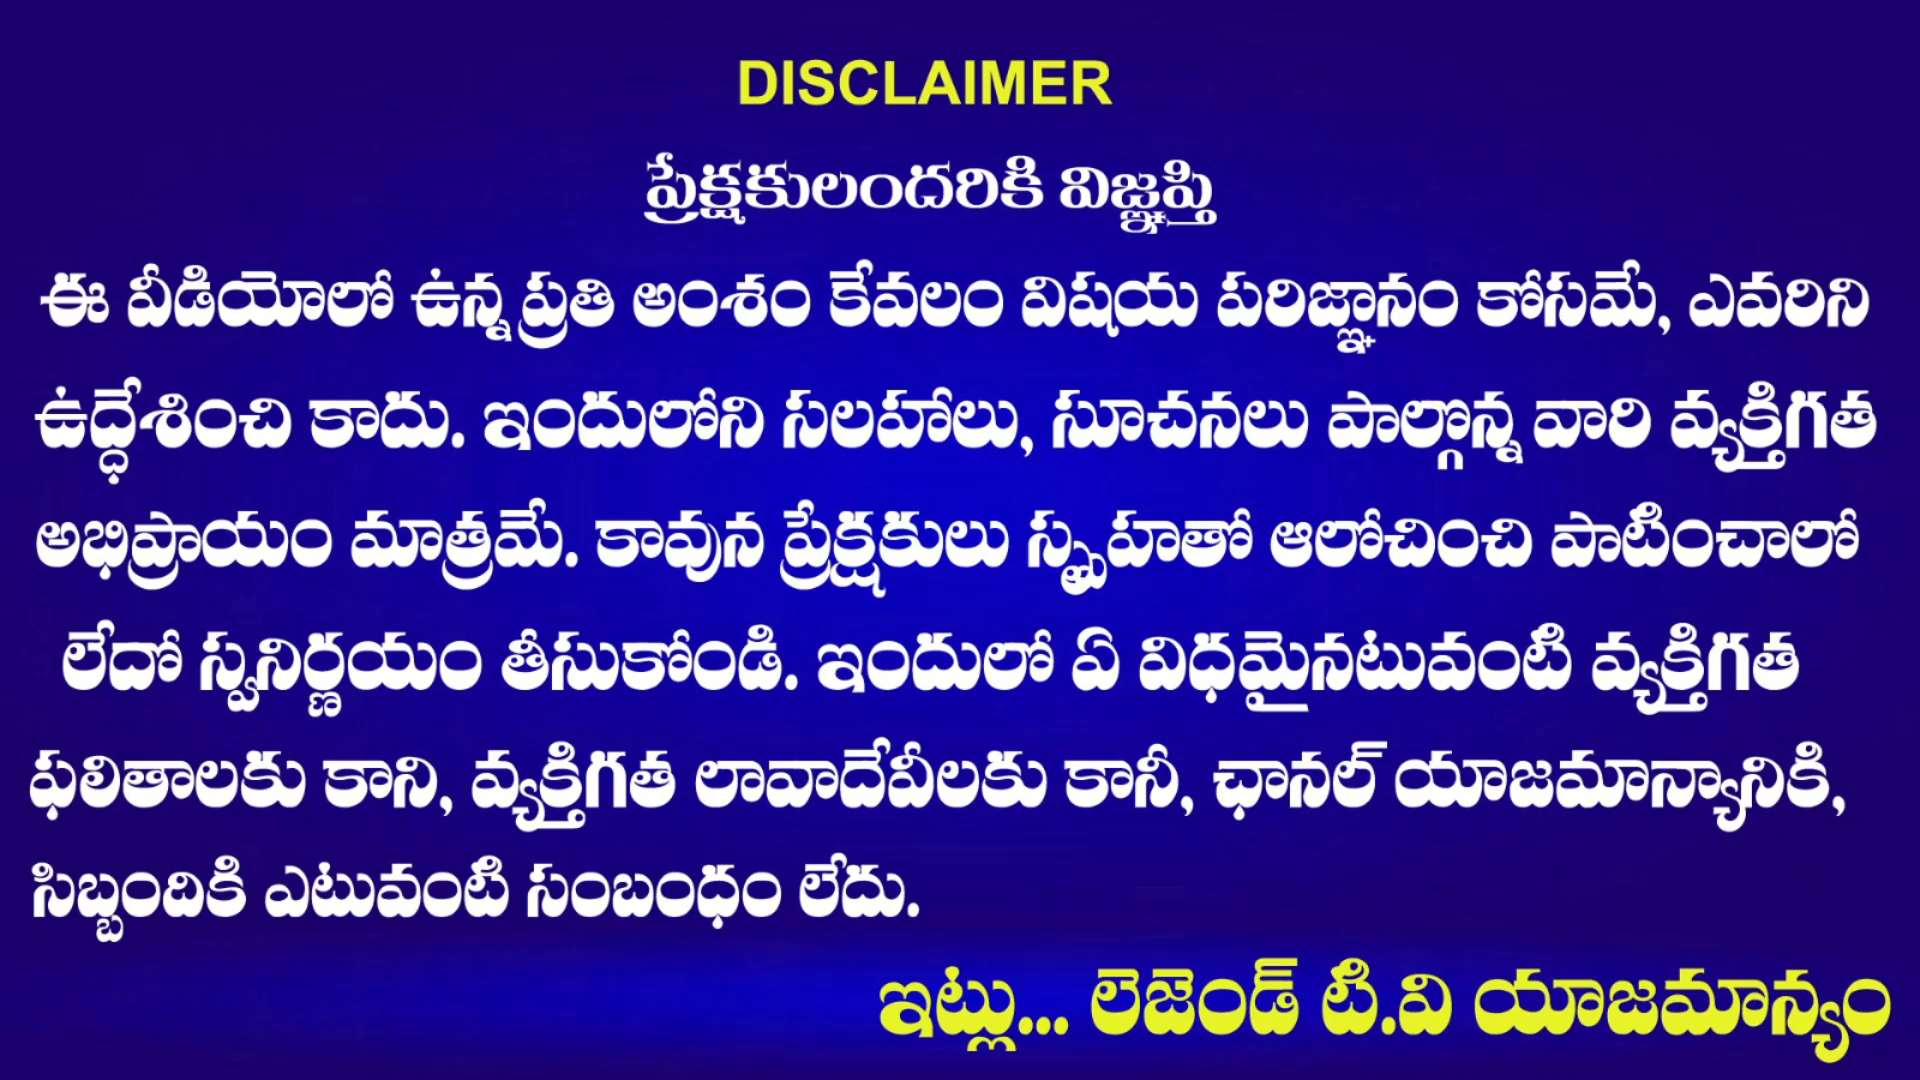 DISCLAIMER
ప్రేక్షకులందరికి విజ్ఞప్తి
ఈ వీడియోలో ఉన్న ప్రతి అంశం కేవలం విషయ పరిజ్ఞానం కోసమే, ఎవరిని
ఉద్ధేశించి కాదు. ఇందులోని సలహాలు, సూచనలు పాల్గొన్న వారి వ్యక్తిగత
అభిప్రాయం మాత్రమే. కావున ప్రేక్షకులు స్పృహతో ఆలోచించి పాటించాలో
లేదో స్వనిర్ణయం తీసుకోండి. ఇందులో ఏ విధమైనటువంటి వ్యక్తిగత
ఫలితాలకు కాని, వ్యక్తిగత లావాదేవీలకు కానీ, ఛానల్ యాజమాన్యానికి,
సిబ్బందికి ఎటువంటి సంబంధం లేదు.
ఇట్లు... లెజెండ్ టి.వి యాజమాన్యం